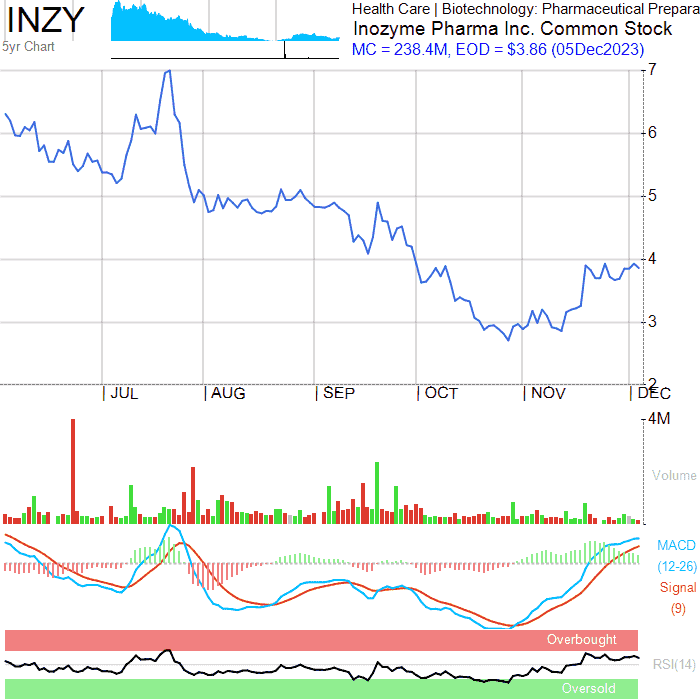 INZY
5yr Chart
Health Care | Biotechnology: Pharmaceutical Prepara
Inozyme Pharma Inc. Common Stock
MC = 238.4M, EOD = $3.86 (05Dec2023)
7
6
5
4
3
2
JUL AUG SEP OCT NOV DEC
4M
Volume
MACD
(12-26)
Signal
(9)
Overbought
RSI(14)
Oversold